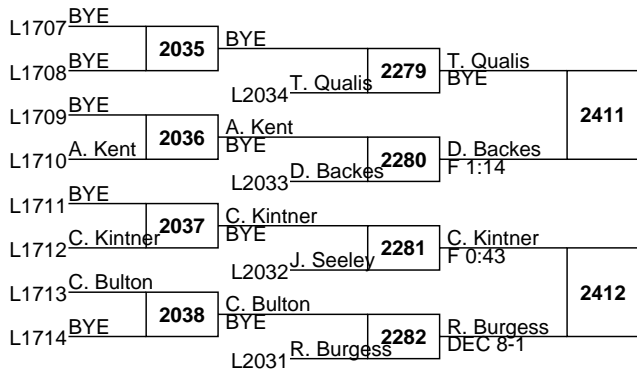 L1707 BYE
2035
BYE
L1708 BYE
2279
T. Qualis
BYE
L2034 T. Qualis
L1709 BYE
2036
A. Kent
BYE
L1710 A. Kent
2280
D. Backes
F 1:14
L2033 D. Backes
2411
L1711 BYE
2037
C. Kintner
BYE
L1712 C. Kintner
2281
C. Kintner
F 0:43
L2032 J. Seeley
L1713 C. Bulton
2038
C. Bulton
BYE
L1714 BYE
2282
R. Burgess
DEC 8-1
L2031 R. Burgess
2412